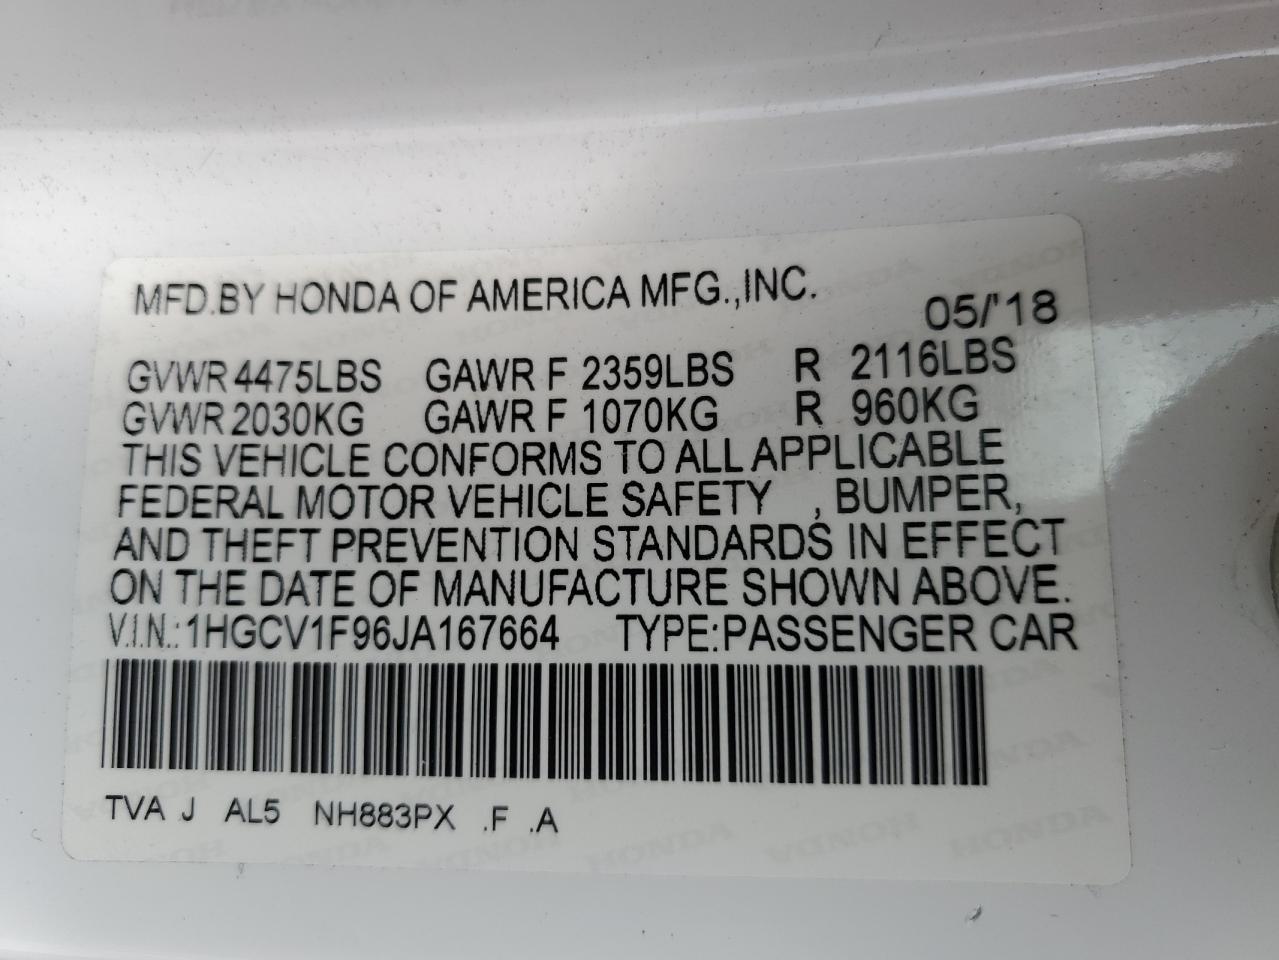 MFD.BY HONDA OF AMERICA MFG.,INC.
05/'18
GVWR 4475LBS GAWR F 2359LBS R 2116LBS
GVWR 2030KG GAWR F 1070KG R 960KG
THIS VEHICLE CONFORMS TO ALL APPLICABLE
FEDERAL MOTOR VEHICLE SAFETY , BUMPER,
AND THEFT PREVENTION STANDARDS IN EFFECT
ON THE DATE OF MANUFACTURE SHOWN ABOVE.
V.I.N.: 1HGCV1F96JA167664 TYPE:PASSENGER CAR
TVA J AL5 NH883PX .F .A